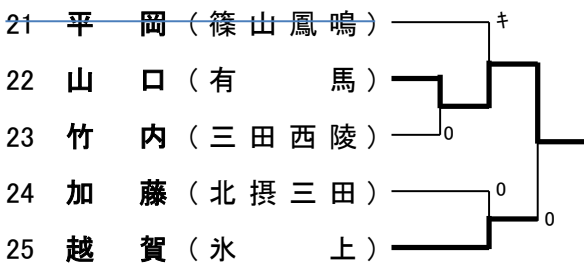 21 平 岡 ( 篠 山 鳳 鳴 ) キ
22 山 口 ( 有 馬 )
23 竹 内 ( 三 田 西 陵 ) 0
24 加 藤 ( 北 摂 三 田 ) 0
0
25 越 賀 ( 氷 上 )